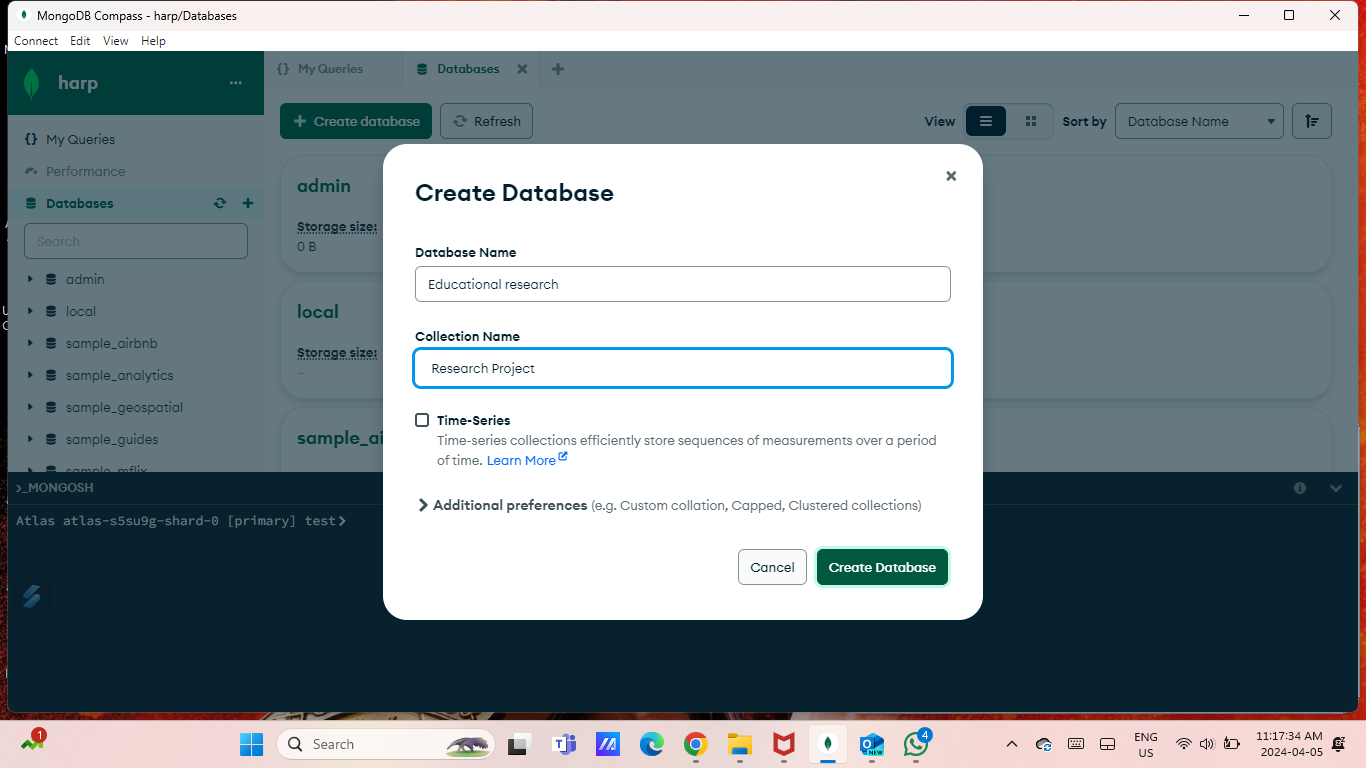 MongoDB Compass - harp/Databases
Connect Edit View Help
harp
My Queries
Databases
My Queries
Performance
Databases
Search
admin
local
sample_airbnb
sample_analytics
sample_geospatial
sample_guides
sample_mflix
Create database
Refresh
View
Sort by
Database Name
admin
Storage size:
0 B
local
Storage size:
-
sample_ai
Create Database
Database Name
Educational research
Collection Name
Research Project
Time-Series
Time-series collections efficiently store sequences of measurements over a period
of time. Learn More
Additional preferences (e.g. Custom collation, Capped, Clustered collections)
Cancel
Create Database
>_MONGOSH
Atlas atlas-s5su9g-shard-0 [primary] test>
1
Search
NEW
4
ENG
US
11:17:34 AM
2024-04-05